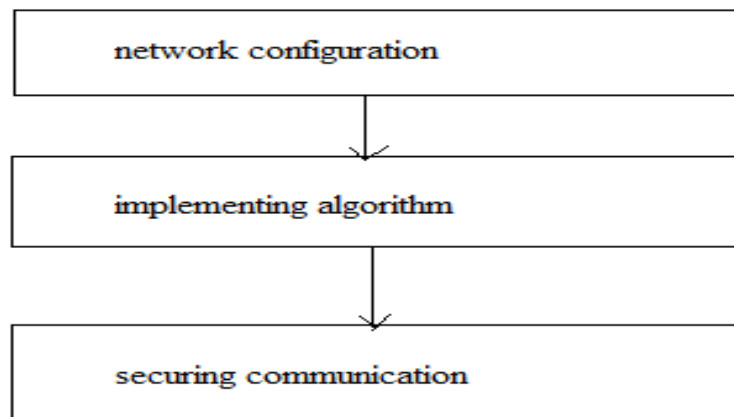 network configuration
implementing algorithm
securing communication